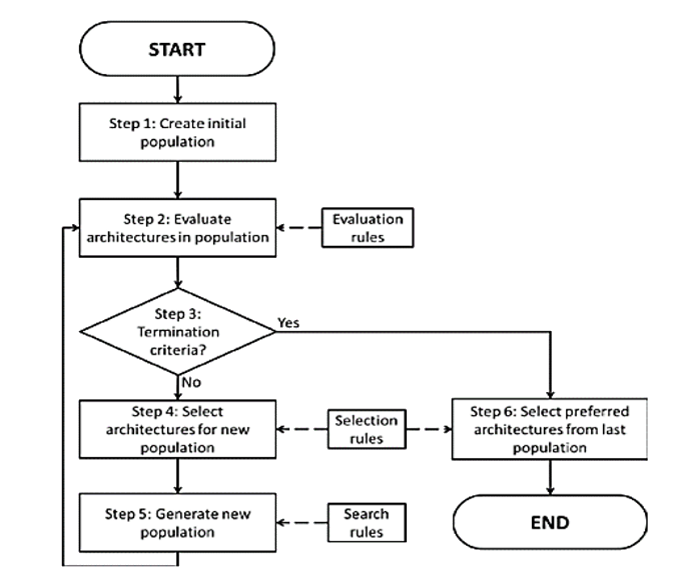 START
Step 1: Create initial
population
Step 2: Evaluate
architectures in population
Evaluation
rules
Step 3:
Termination
criteria?
Yes
No
Step 4: Select
architectures for new
population
Selection
rules
Step 6: Select preferred
architectures from last
population
Step 5: Generate new
population
Search
rules
END